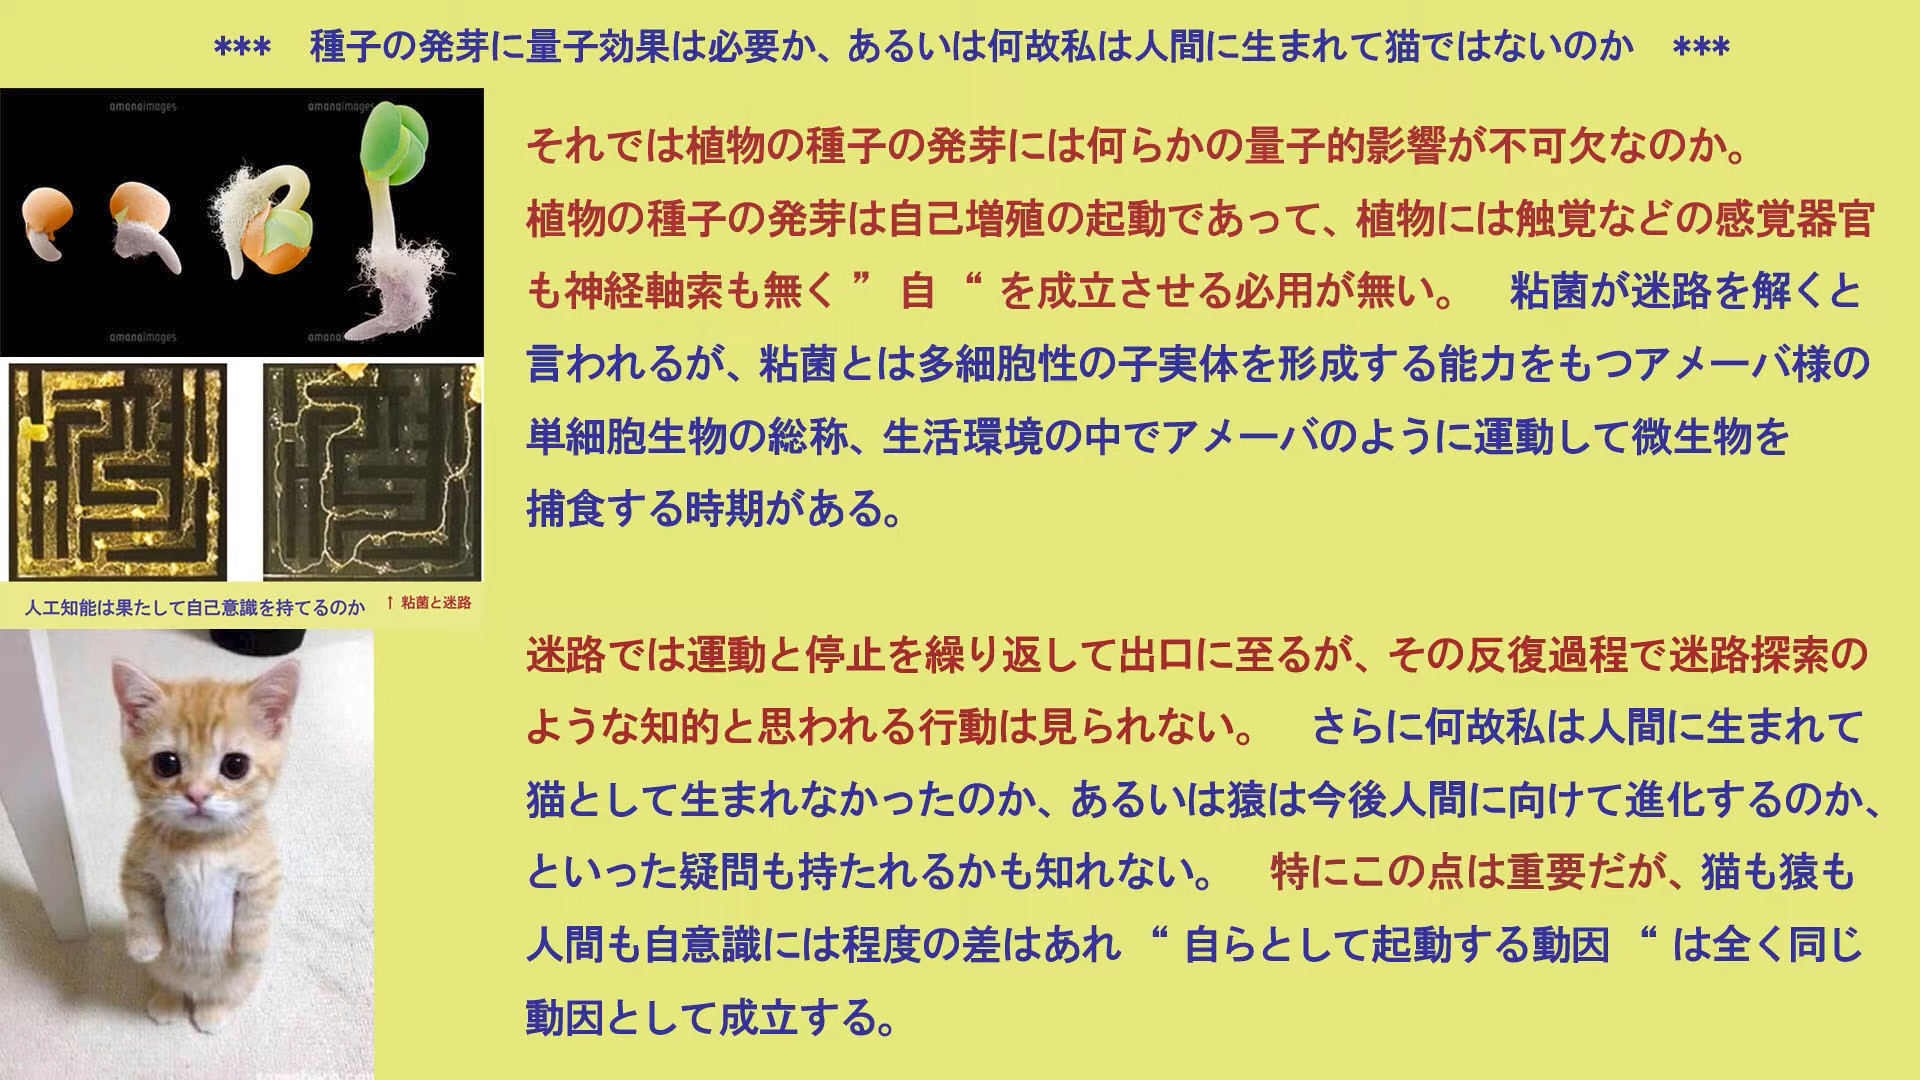 *** 種子の発芽に量子効果は必要か、あるいは何故私は人間に生まれて猫ではないのか ***
amanaimages amanaimages
amanaimages amanaimages
↑ 粘菌と迷路
人工知能は果たして自己意識を持てるのか
それでは植物の種子の発芽には何らかの量子的影響が不可欠なのか。
植物の種子の発芽は自己増殖の起動であって、植物には触覚などの感覚器官
も神経軸索も無く ” 自 “ を成立させる必用が無い。 粘菌が迷路を解くと
言われるが、粘菌とは多細胞性の子実体を形成する能力をもつアメーバ様の
単細胞生物の総称、生活環境の中でアメーバのように運動して微生物を
捕食する時期がある。
迷路では運動と停止を繰り返して出口に至るが、その反復過程で迷路探索の
ような知的と思われる行動は見られない。 さらに何故私は人間に生まれて
猫として生まれなかったのか、あるいは猿は今後人間に向けて進化するのか、
といった疑問も持たれるかも知れない。 特にこの点は重要だが、猫も猿も
人間も自意識には程度の差はあれ “ 自らとして起動する動因 “ は全く同じ
動因として成立する。